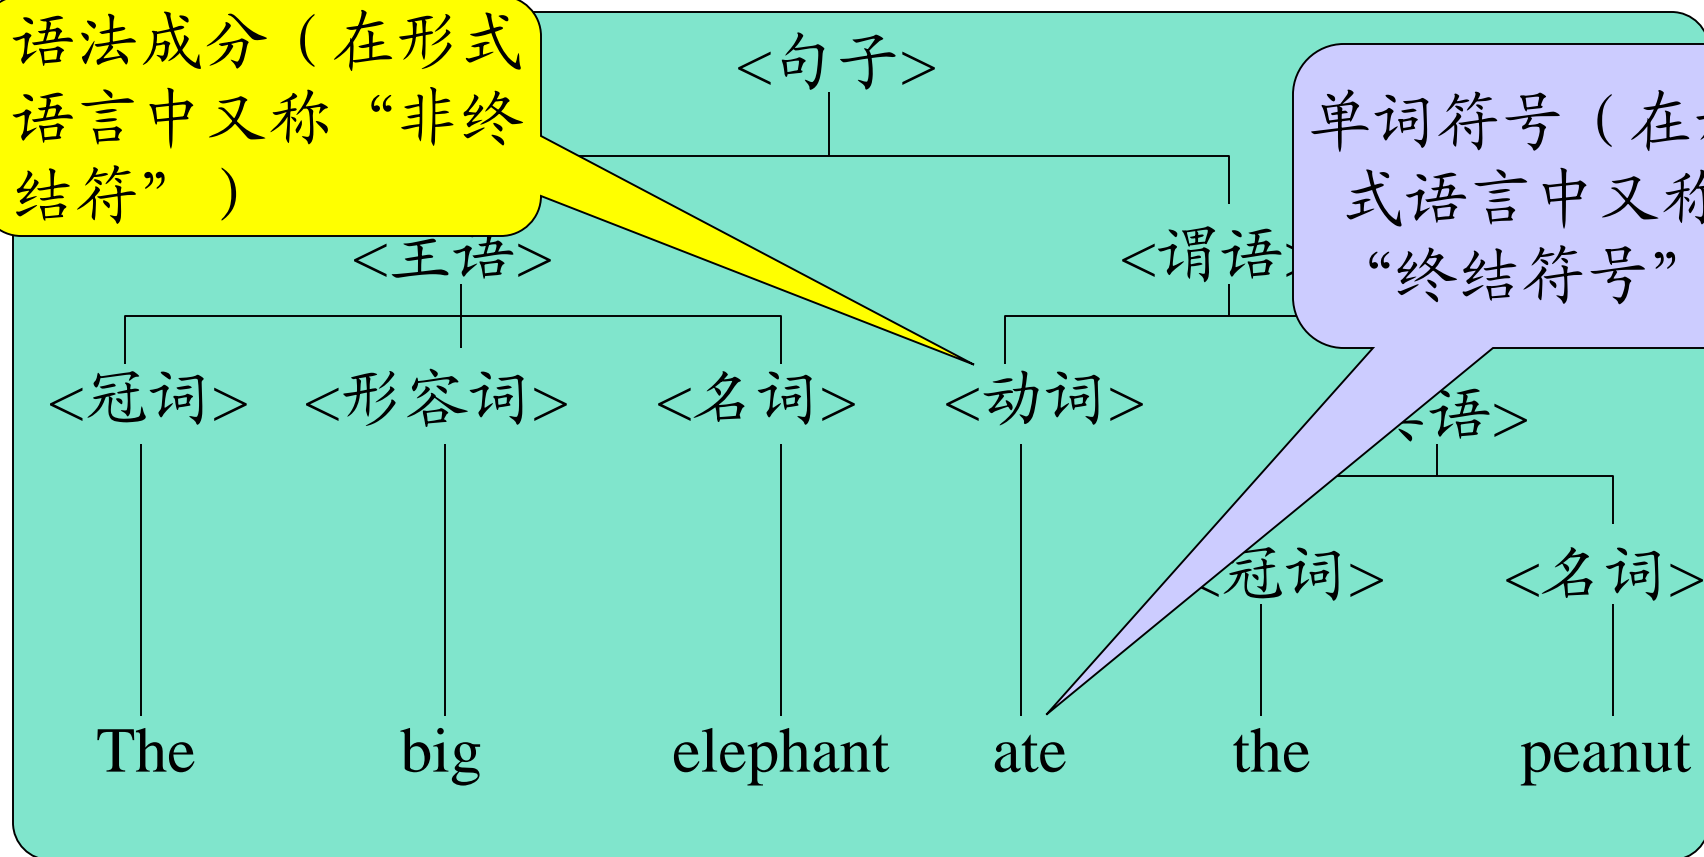 语法成分（在形式
语言中又称“非终
结符”）
<句子>
单词符号（在
式语言中又称
“终结符号”
<主语>
<谓语
<冠词>
<形容词>
<名词>
<动词>
语>
冠词>
<名词>
The
big
elephant
ate
the
peanut